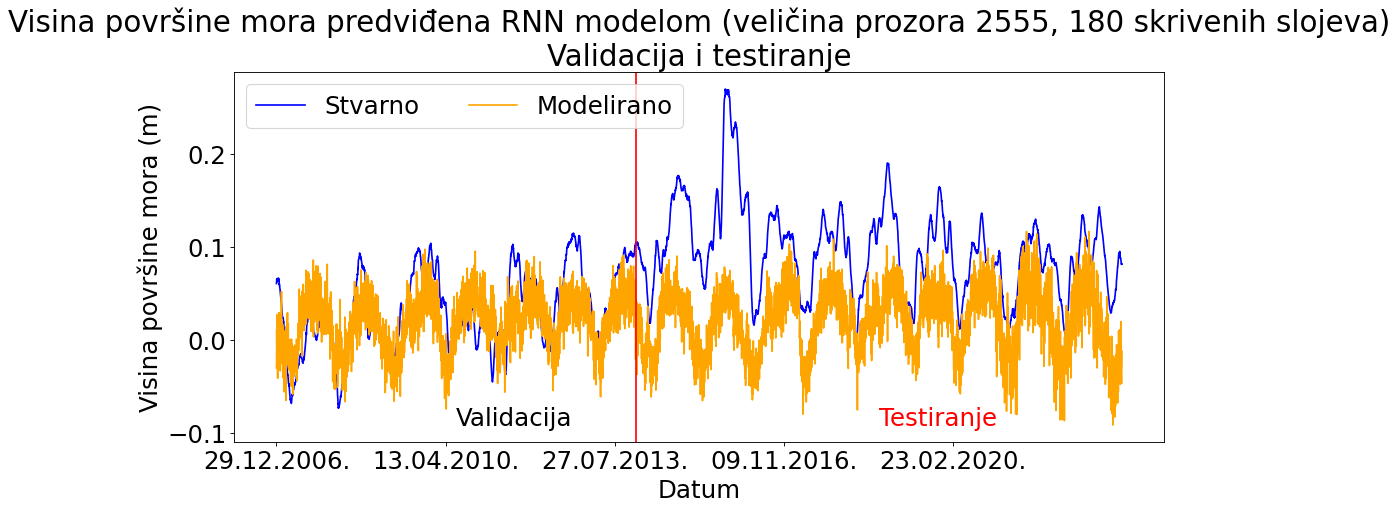 Visina površine mora predviđena RNN modelom (veličina prozora 2555, 180 skrivenih slojeva)
Validacija i testiranje
Stvarno
Modelirano
Visina površine mora (m)
0.2
0.1
0.0
−0.1
Validacija
Testiranje
29.12.2006.
13.04.2010.
27.07.2013.
09.11.2016.
23.02.2020.
Datum